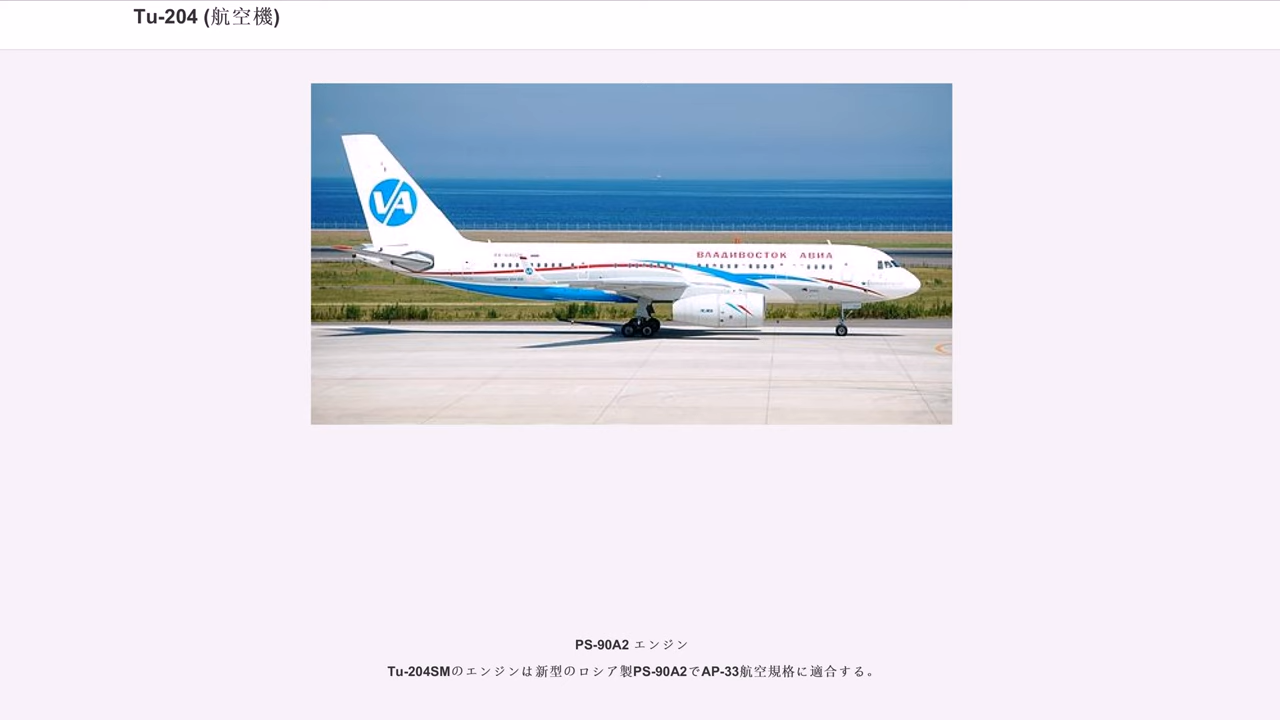 Tu-204 (航空機)
VA
ВЛАДИВОСТОК АВИА
PS-90A2 エンジン
Tu-204SMのエンジンは新型のロシア製PS-90A2でAP-33航空規格に適合する。